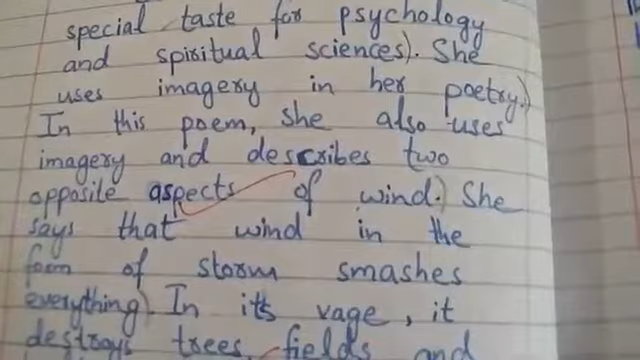 special taste for psychology
and spiritual sciences). She
uses imagery in her poetry.)
In this poem, she also uses
imagery and describes two
opposite aspects of wind.) She
says that wind in the
form of storm smashes
everything). In its rage, it
destroys trees, fields and